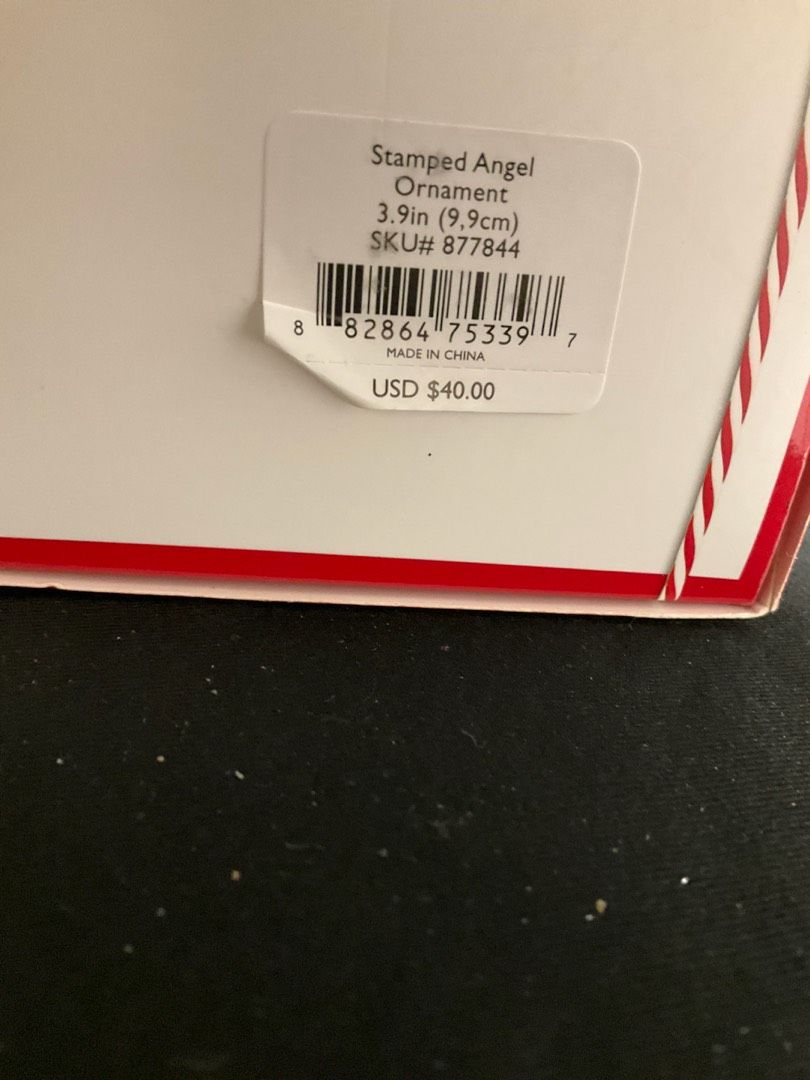 Stamped Angel
Ornament
3.9in (9,9cm)
SKU# 877844
8 82864 75339 7
MADE IN CHINA
USD $40.00